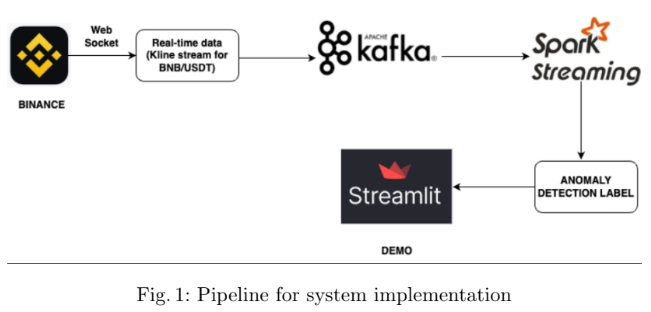 Web
Socket
BINANCE
Real-time data
(Kline stream for
BNB/USDT)
APACHE
kafka®
Spark
Streaming
ANOMALY
DETECTION LABEL
Streamlit
DEMO
Fig. 1: Pipeline for system implementation